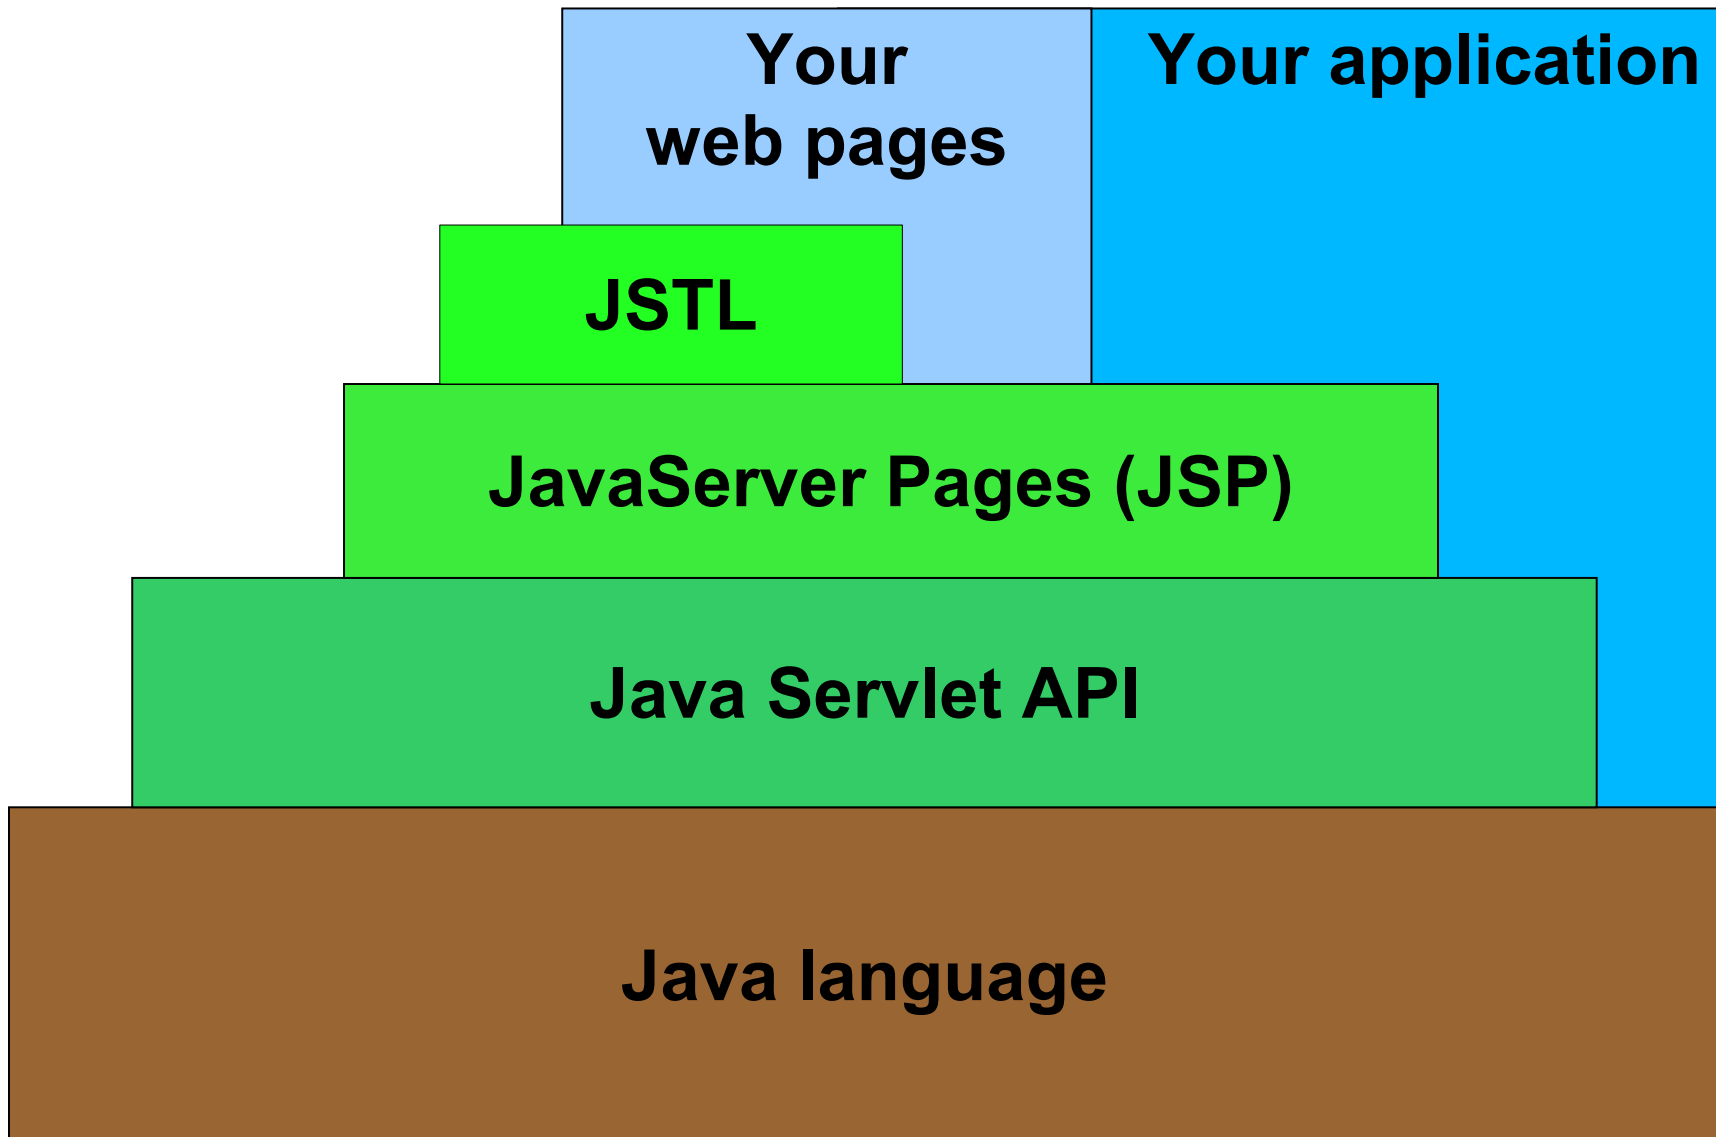 Your
web pages
Your application
JSTL
JavaServer Pages (JSP)
Java Servlet API
Java language